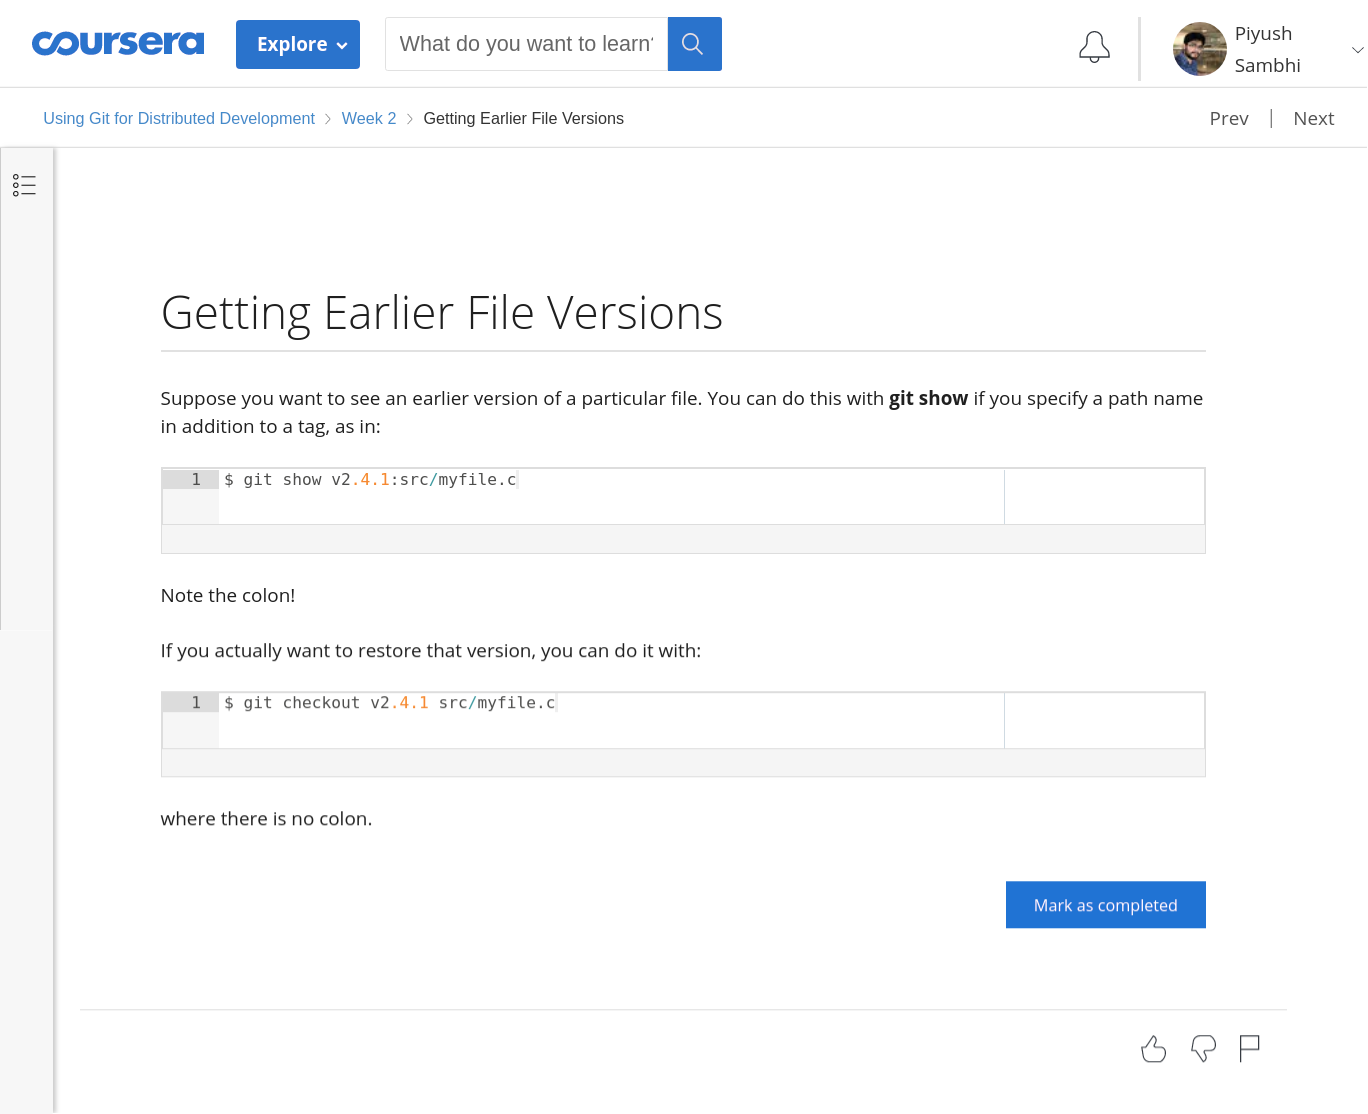 coursera
Explore
What do you want to learn?
Piyush
Sambhi
Using Git for Distributed Development
Week 2
Getting Earlier File Versions
Prev
Next
Getting Earlier File Versions
Suppose you want to see an earlier version of a particular file. You can do this with git show if you specify a path name
in addition to a tag, as in:
1 $ git show v2.4.1:src/myfile.c
Note the colon!
If you actually want to restore that version, you can do it with:
1 $ git checkout v2.4.1 src/myfile.c
where there is no colon.
Mark as completed